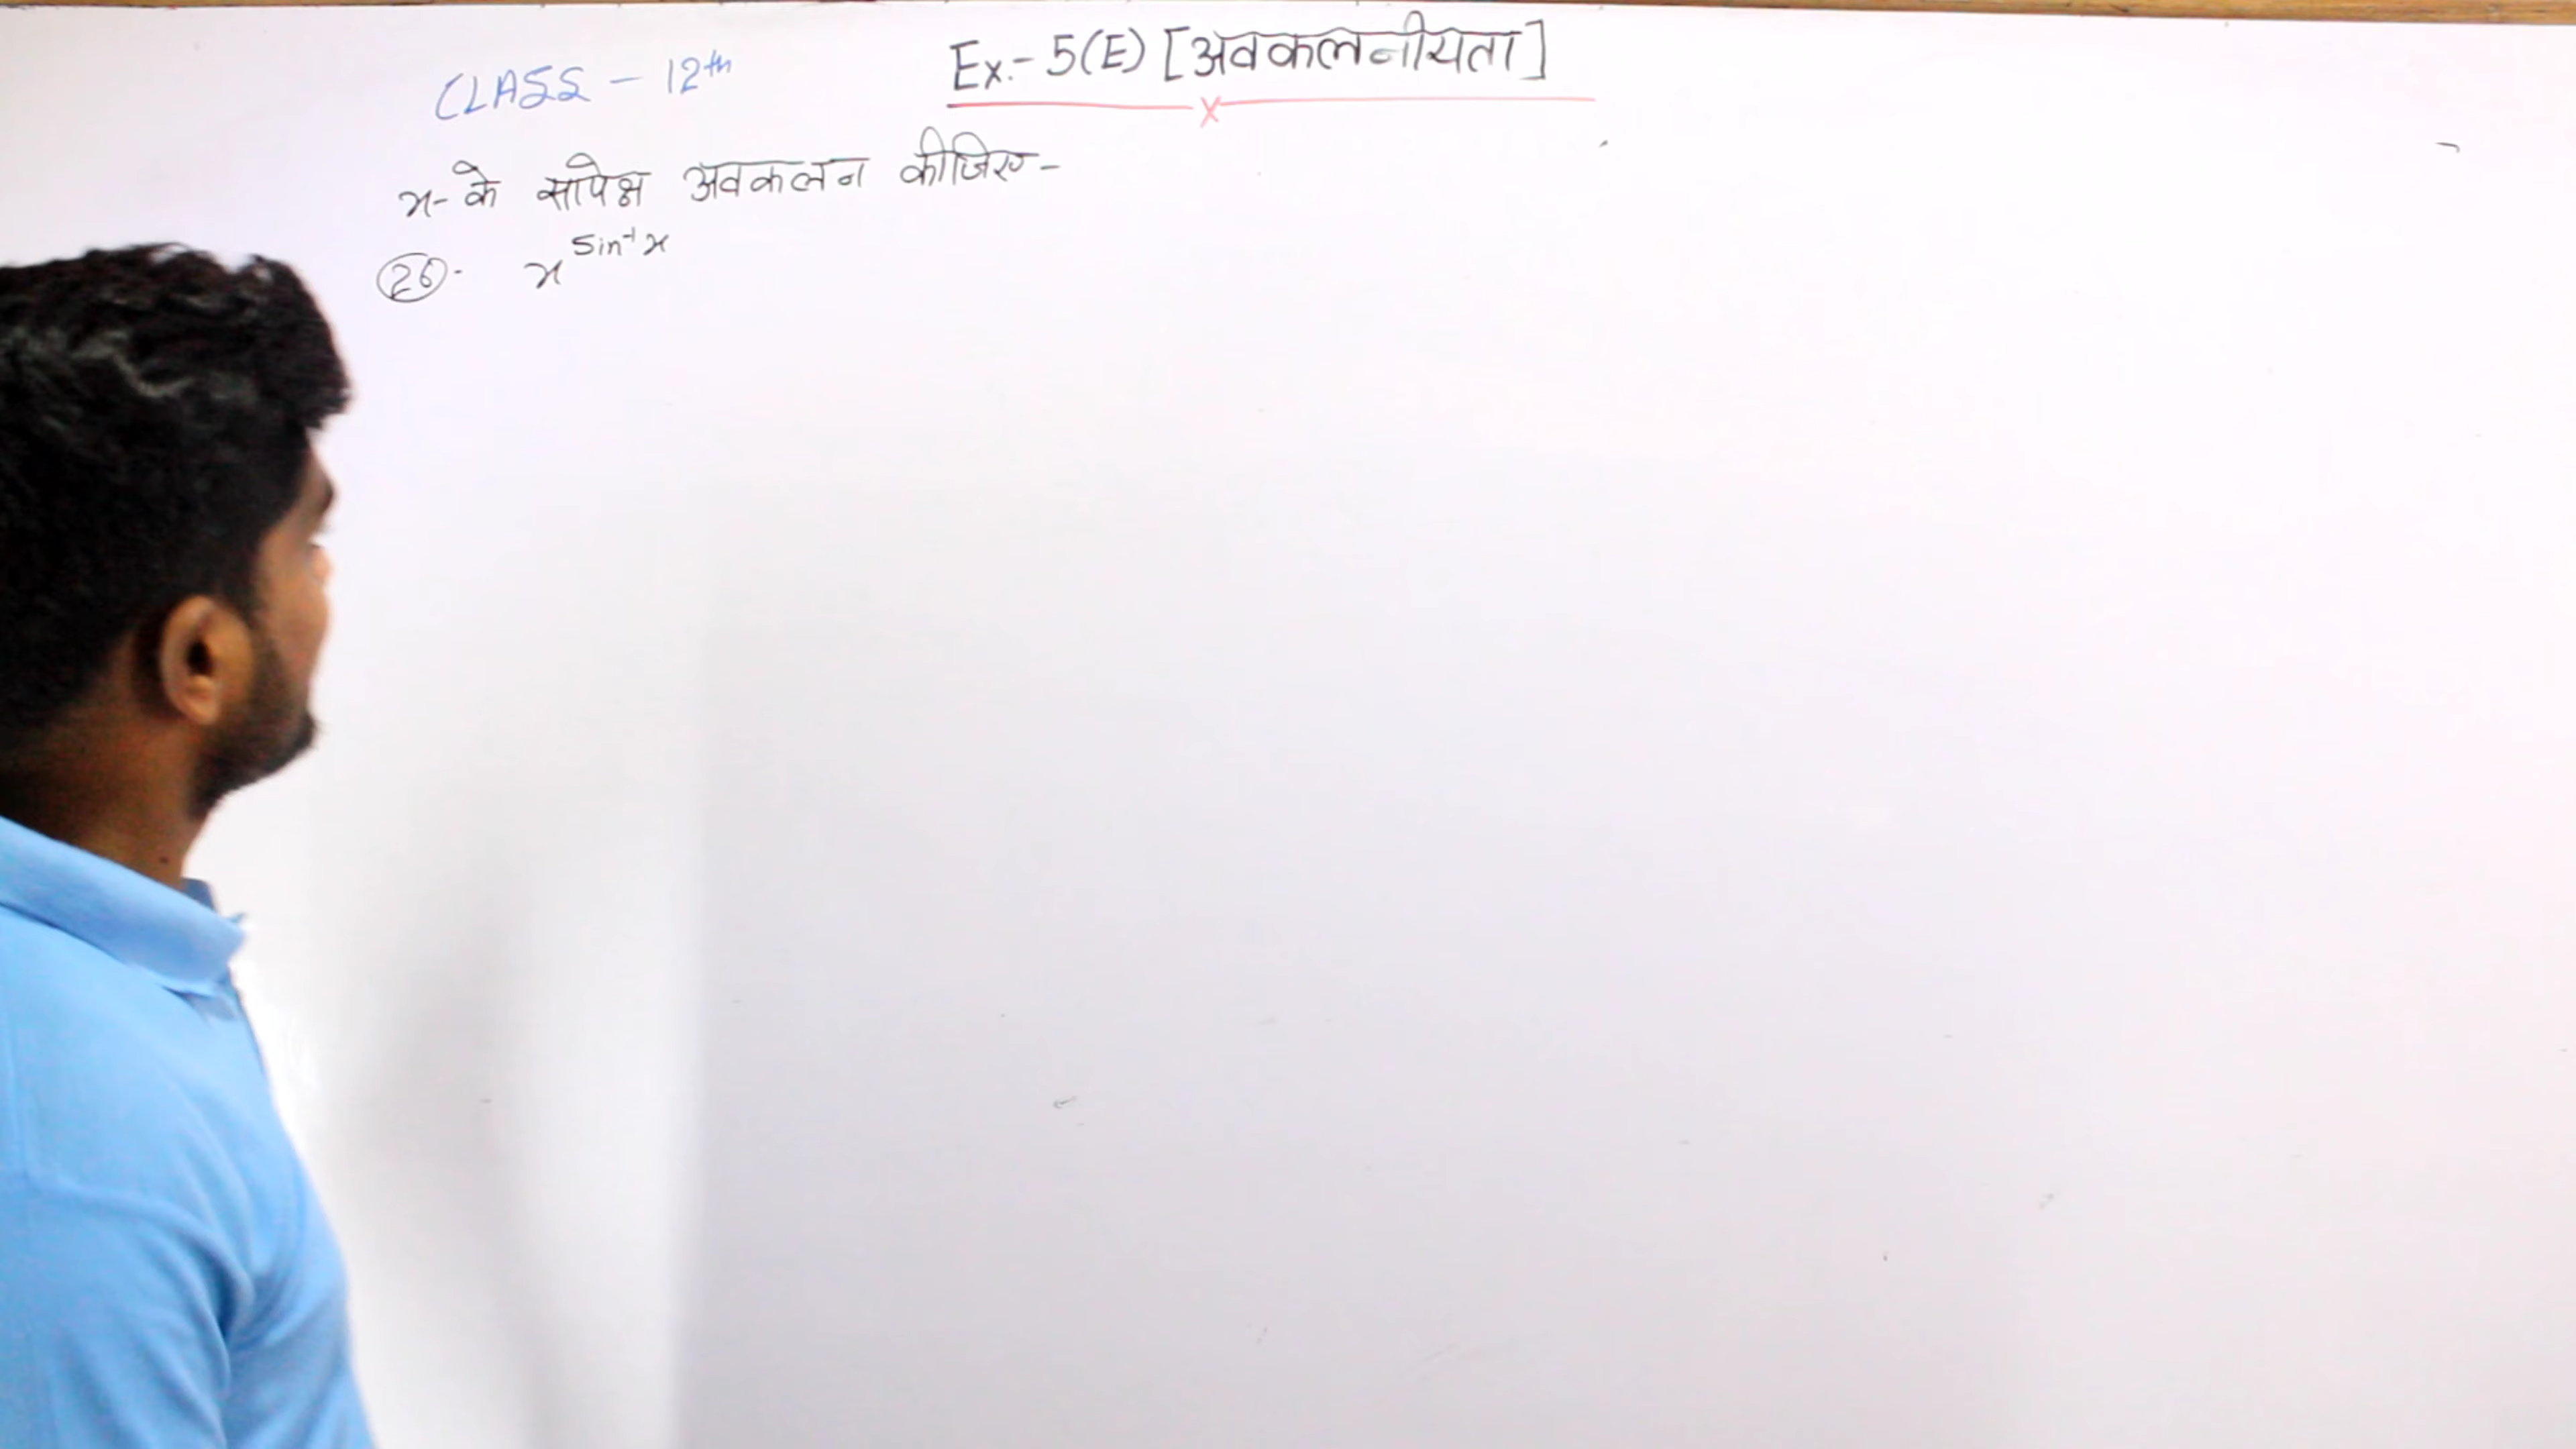 CLASS - 12th
Ex.- 5(E) [अवकलनीयता]
x- के सापेक्ष अवकलन कीजिए-
(26). x^sin⁻¹x